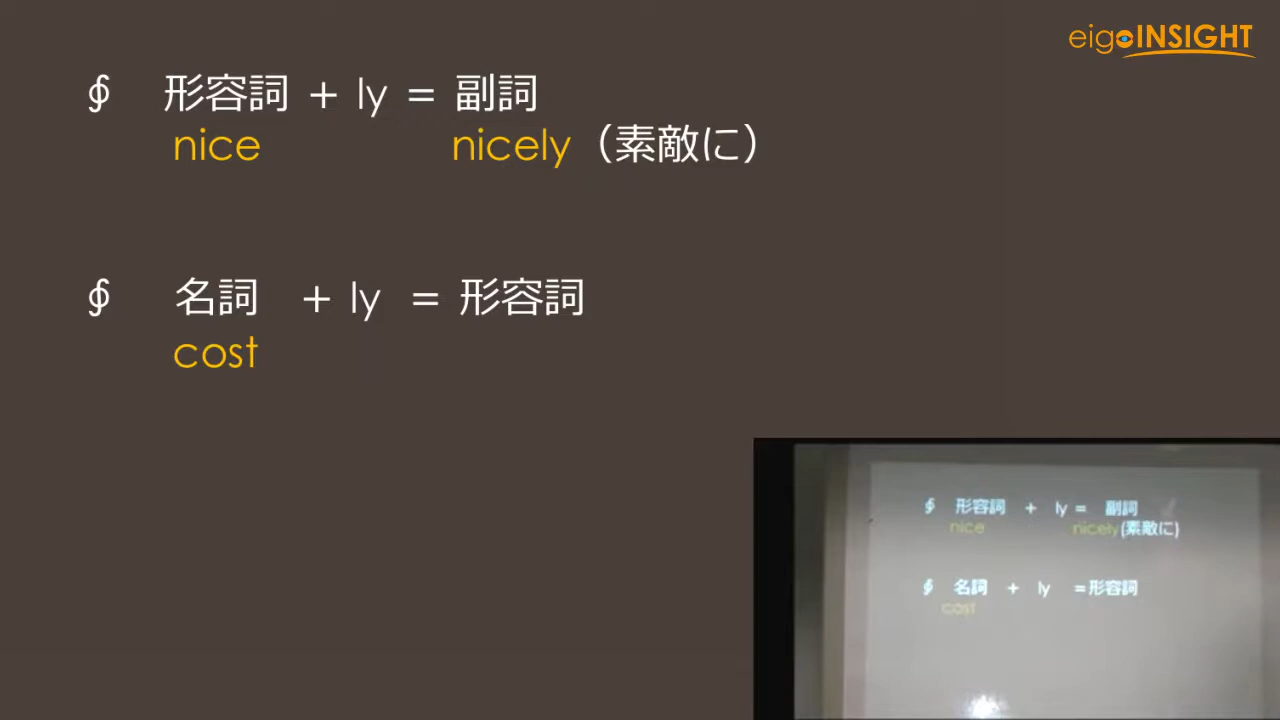 eigoINSIGHT
∮ 形容詞 + ly = 副詞
nice nicely (素敵に)
∮ 名詞 + ly = 形容詞
cost
∮ 形容詞 + ly = 副詞
nice nicely(素敵に)
∮ 名詞 + ly =形容詞
cost